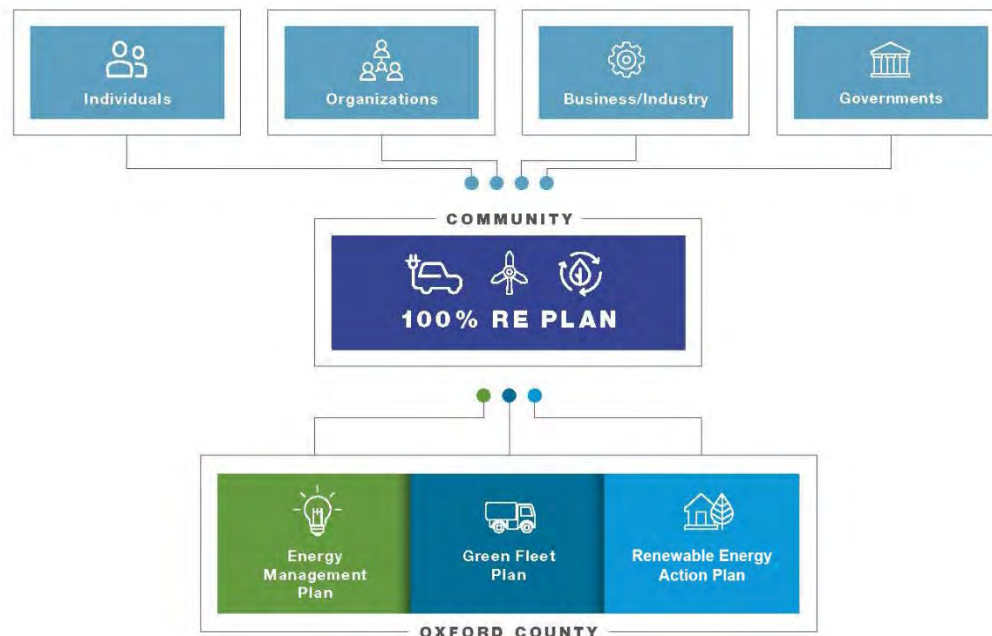 Individuals
Organizations
Business/Industry
Governments
COMMUNITY
100% RE PLAN
Energy
Management
Plan
Green Fleet
Plan
Renewable Energy
Action Plan
OXFORD COUNTY